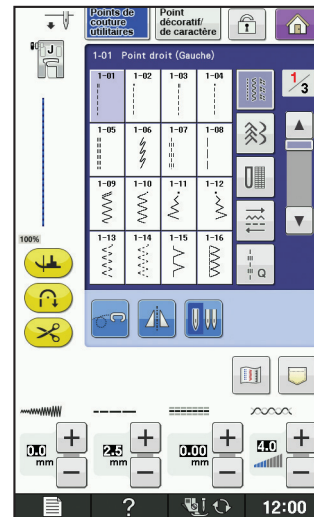 Points de
couture
utilitaires
Point
décoratif/
de caractère
J
1-01 Point droit (Gauche)
1-01 1-02 1-03 1-04
1/3
1-05 1-06 1-07 1-08
1-09 1-10 1-11 1-12
1-13 1-14 1-15 1-16
Q
100%
0.0 mm
2.5 mm
0.00 mm
4.0
?
12:00